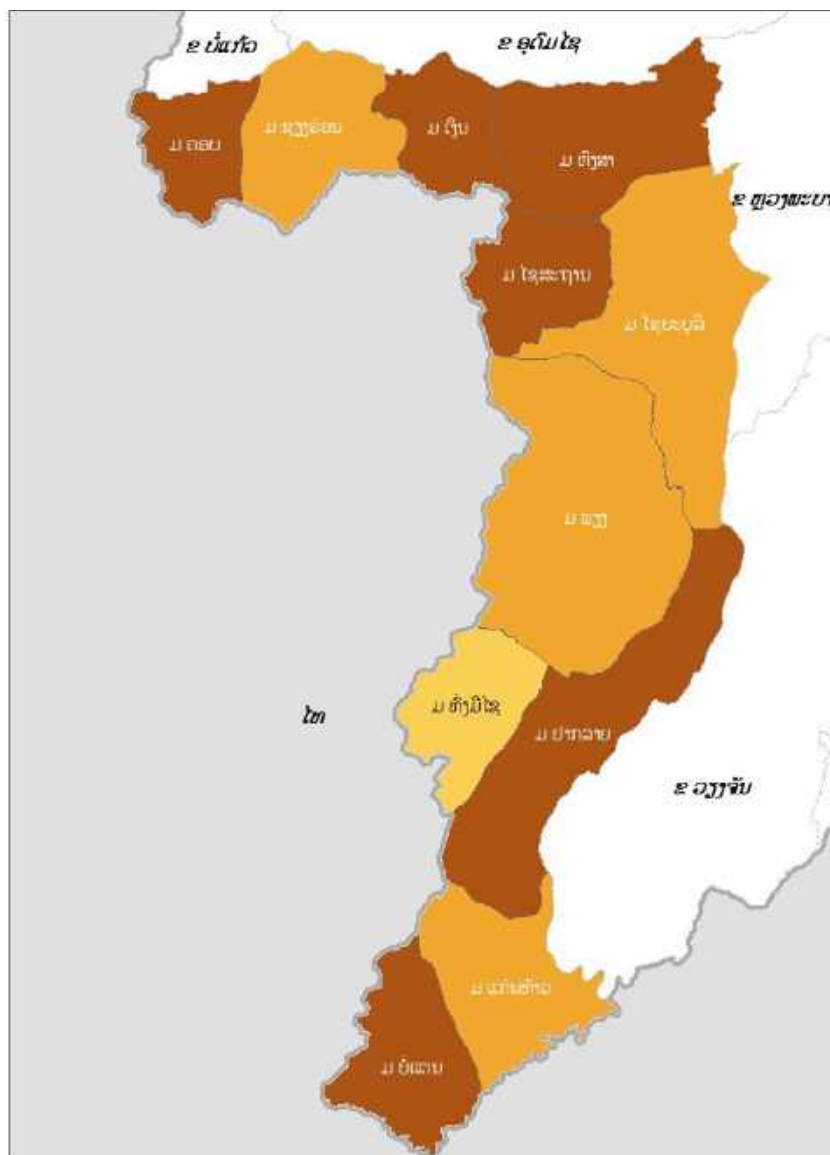 ຂ ບໍ່ແກ້ວ
ຂ ອຸດົມໄຊ
ມ ຄອບ
ມ ຊຽງຮ່ອນ
ມ ເງິນ
ມ ຫົງສາ
ຂ ຫຼວງພະບາ
ມ ໄຊສະຖານ
ມ ໄຊຍະບຸລີ
ມ ພຽງ
ມ ທົ່ງມີໄຊ
ໄທ
ມ ປາກລາຍ
ຂ ວຽງຈັນ
ມ ແກ່ນທ້າວ
ມ ບໍ່ແຕນ